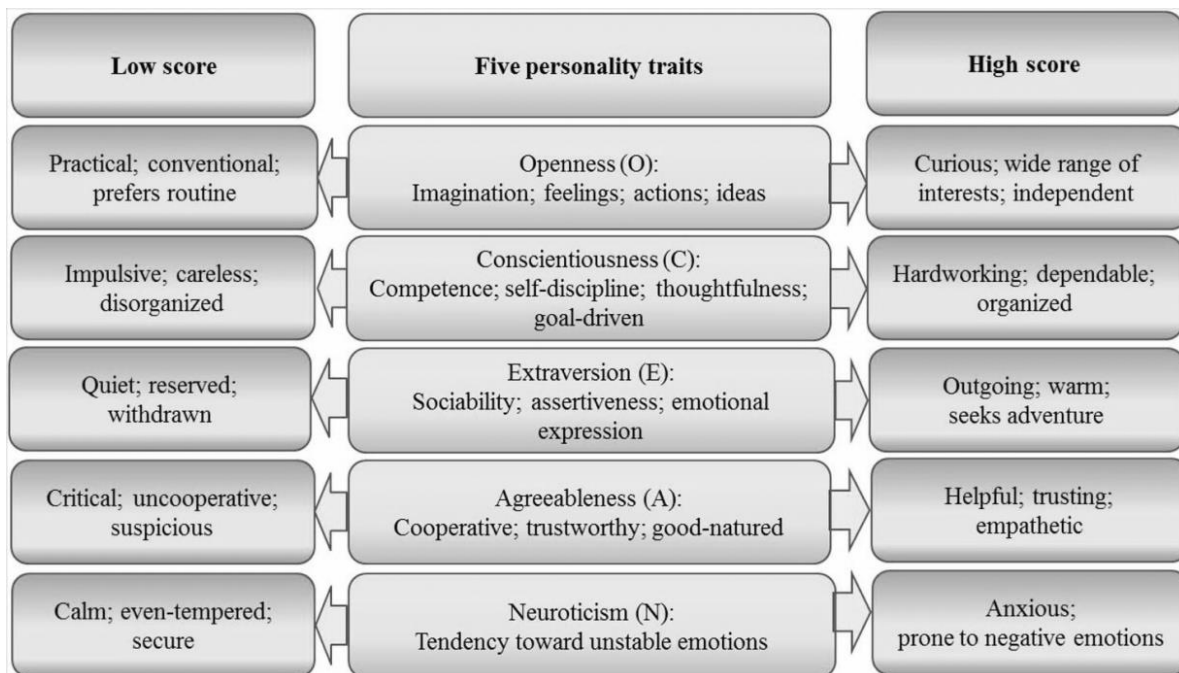 Low score
Five personality traits
High score
Practical; conventional;
prefers routine
Openness (O):
Imagination; feelings; actions; ideas
Curious; wide range of
interests; independent
Impulsive; careless;
disorganized
Conscientiousness (C):
Competence; self-discipline; thoughtfulness;
goal-driven
Hardworking; dependable;
organized
Quiet; reserved;
withdrawn
Extraversion (E):
Sociability; assertiveness; emotional
expression
Outgoing; warm;
seeks adventure
Critical; uncooperative;
suspicious
Agreeableness (A):
Cooperative; trustworthy; good-natured
Helpful; trusting;
empathetic
Calm; even-tempered;
secure
Neuroticism (N):
Tendency toward unstable emotions
Anxious;
prone to negative emotions